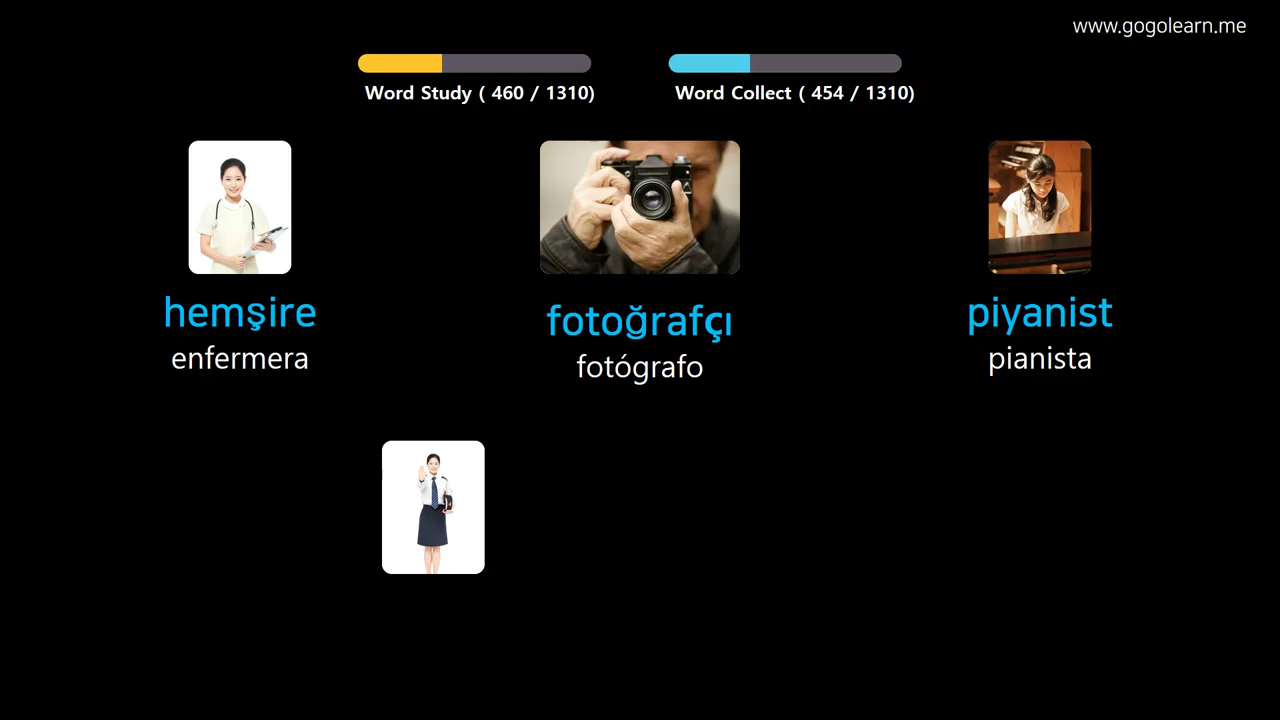 www.gogolearn.me
Word Study ( 460 / 1310)
Word Collect ( 454 / 1310)
hemşire
enfermera
fotoğrafçı
fotógrafo
piyanist
pianista